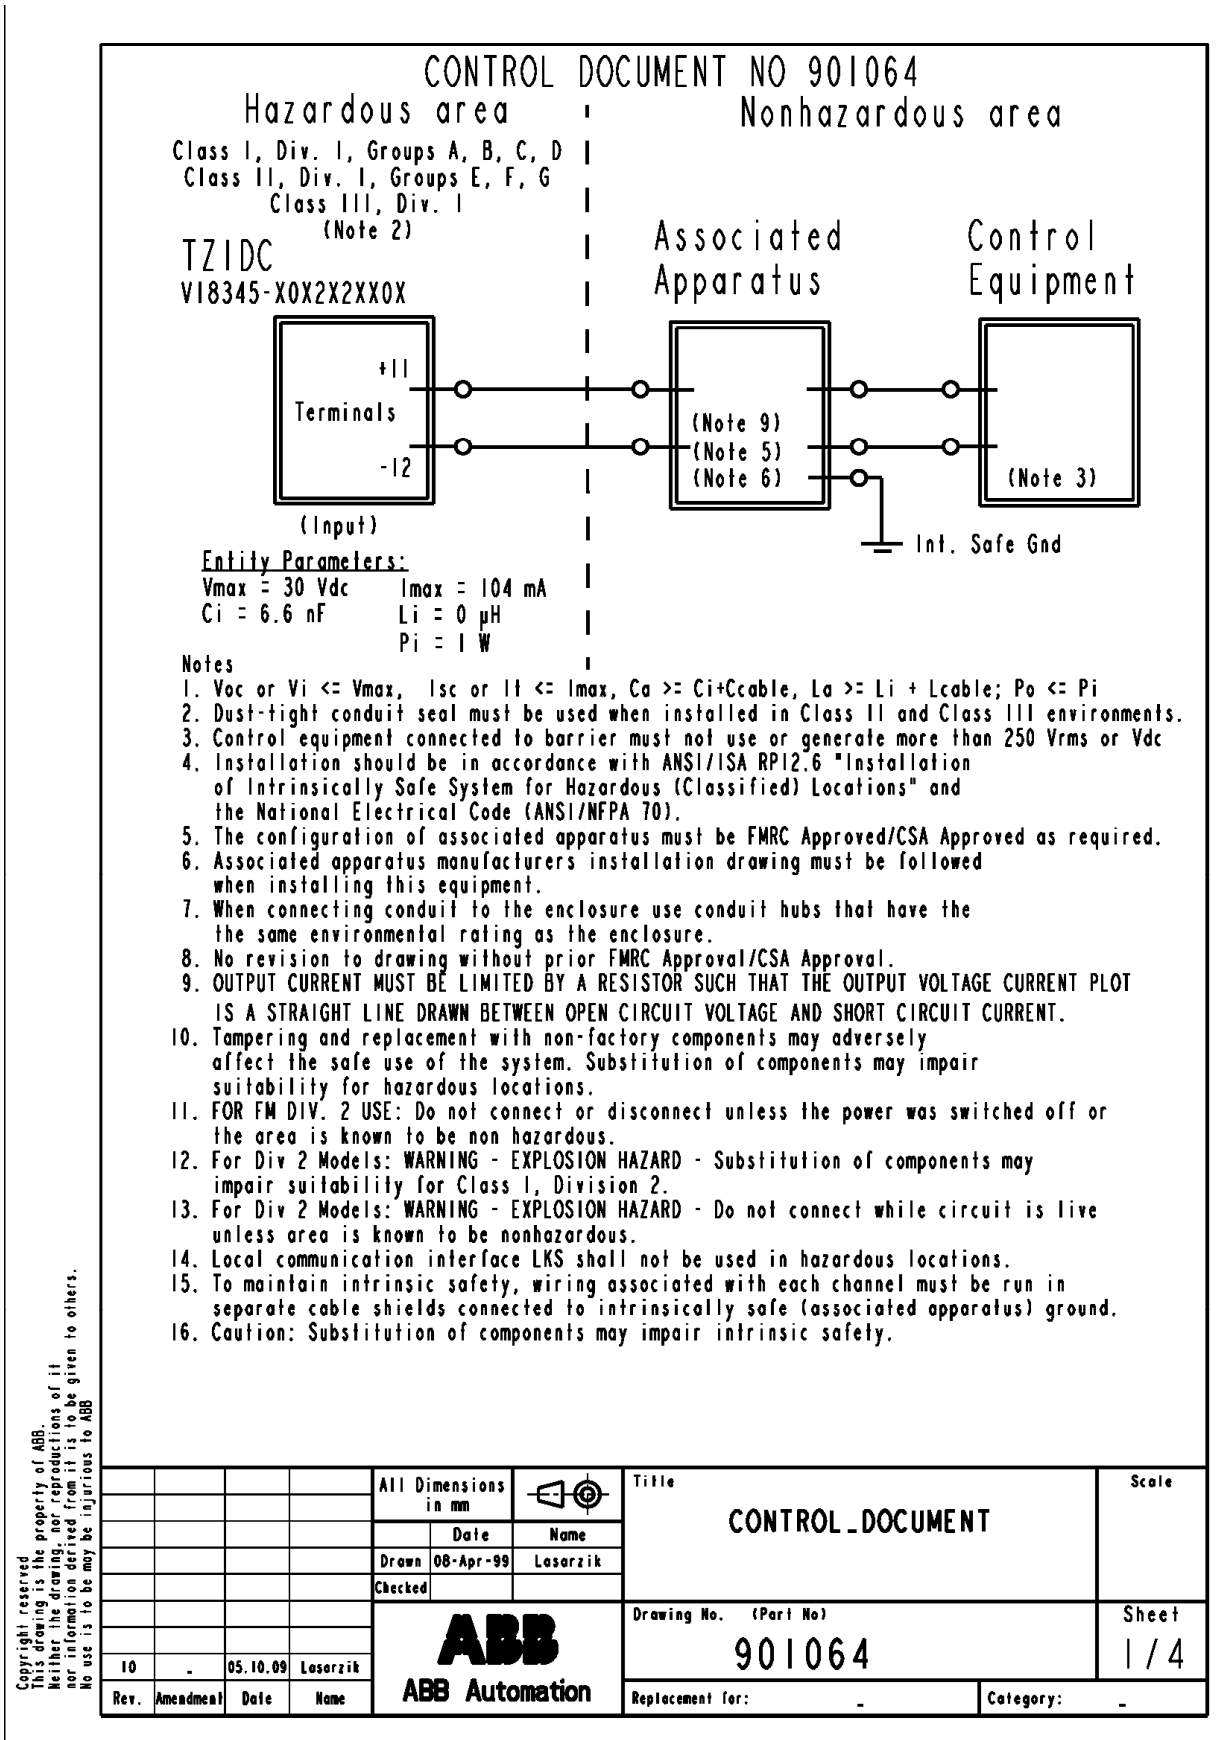 CONTROL DOCUMENT NO 901064
Hazardous area
Nonhazardous area
Class I, Div. I, Groups A, B, C, D
Class II, Div. I, Groups E, F, G
Class III, Div. I
(Note 2)
TZIDC
V18345-X0X2X2XX0X
Associated
Apparatus
Control
Equipment
+11
Terminals
-12
(Input)
(Note 9)
(Note 5)
(Note 6)
(Note 3)
Int. Safe Gnd
Entity Parameters:
Vmax = 30 Vdc Imax = 104 mA
Ci = 6.6 nF Li = 0 µH
Pi = 1 W
Notes
1. Voc or Vi <= Vmax, Isc or It <= Imax, Ca >= Ci+Ccable, La >= Li + Lcable; Po <= Pi
2. Dust-tight conduit seal must be used when installed in Class II and Class III environments.
3. Control equipment connected to barrier must not use or generate more than 250 Vrms or Vdc
4. Installation should be in accordance with ANSI/ISA RP12.6 "Installation
of Intrinsically Safe System for Hazardous (Classified) Locations" and
the National Electrical Code (ANSI/NFPA 70).
5. The configuration of associated apparatus must be FMRC Approved/CSA Approved as required.
6. Associated apparatus manufacturers installation drawing must be followed
when installing this equipment.
7. When connecting conduit to the enclosure use conduit hubs that have the
the same environmental rating as the enclosure.
8. No revision to drawing without prior FMRC Approval/CSA Approval.
9. OUTPUT CURRENT MUST BE LIMITED BY A RESISTOR SUCH THAT THE OUTPUT VOLTAGE CURRENT PLOT
IS A STRAIGHT LINE DRAWN BETWEEN OPEN CIRCUIT VOLTAGE AND SHORT CIRCUIT CURRENT.
10. Tampering and replacement with non-factory components may adversely
affect the safe use of the system. Substitution of components may impair
suitability for hazardous locations.
11. FOR FM DIV. 2 USE: Do not connect or disconnect unless the power was switched off or
the area is known to be non hazardous.
12. For Div 2 Models: WARNING - EXPLOSION HAZARD - Substitution of components may
impair suitability for Class I, Division 2.
13. For Div 2 Models: WARNING - EXPLOSION HAZARD - Do not connect while circuit is live
unless area is known to be nonhazardous.
14. Local communication interface LKS shall not be used in hazardous locations.
15. To maintain intrinsic safety, wiring associated with each channel must be run in
separate cable shields connected to intrinsically safe (associated apparatus) ground.
16. Caution: Substitution of components may impair intrinsic safety.
Copyright reserved
This drawing is the property of ABB.
Neither the drawing, nor reproductions of it
nor information derived from it is to be given to others.
No use is to be may be injurious to ABB
All Dimensions
in mm
Date Name
Drawn 08-Apr-99 Lasarzik
Checked
ABB
ABB Automation
10 - 05.10.09 Lasarzik
Rev. Amendment Date Name
Title
CONTROL_DOCUMENT
Scale
Drawing No. (Part No)
901064
Sheet
1/4
Replacement for: -
Category: -